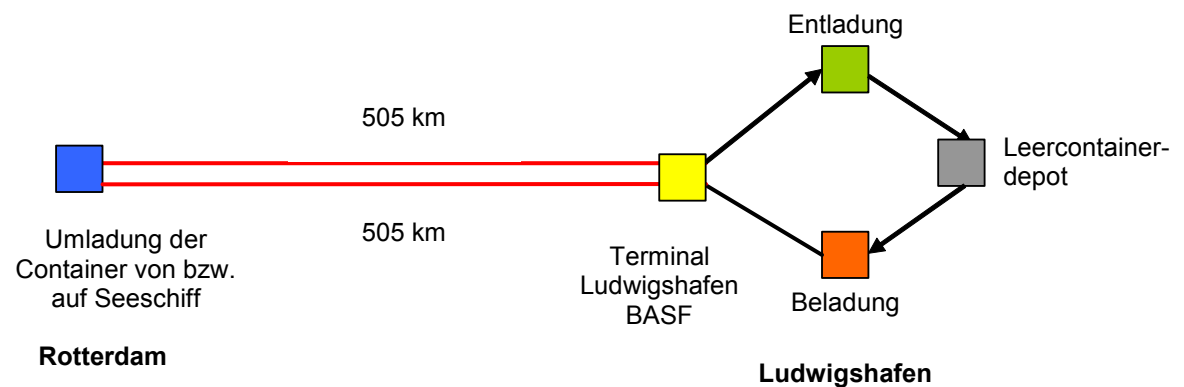 Entladung
505 km
Leercontainer-
depot
505 km
Umladung der
Container von bzw.
auf Seeschiff
Terminal
Ludwigshafen
BASF
Beladung
Rotterdam
Ludwigshafen